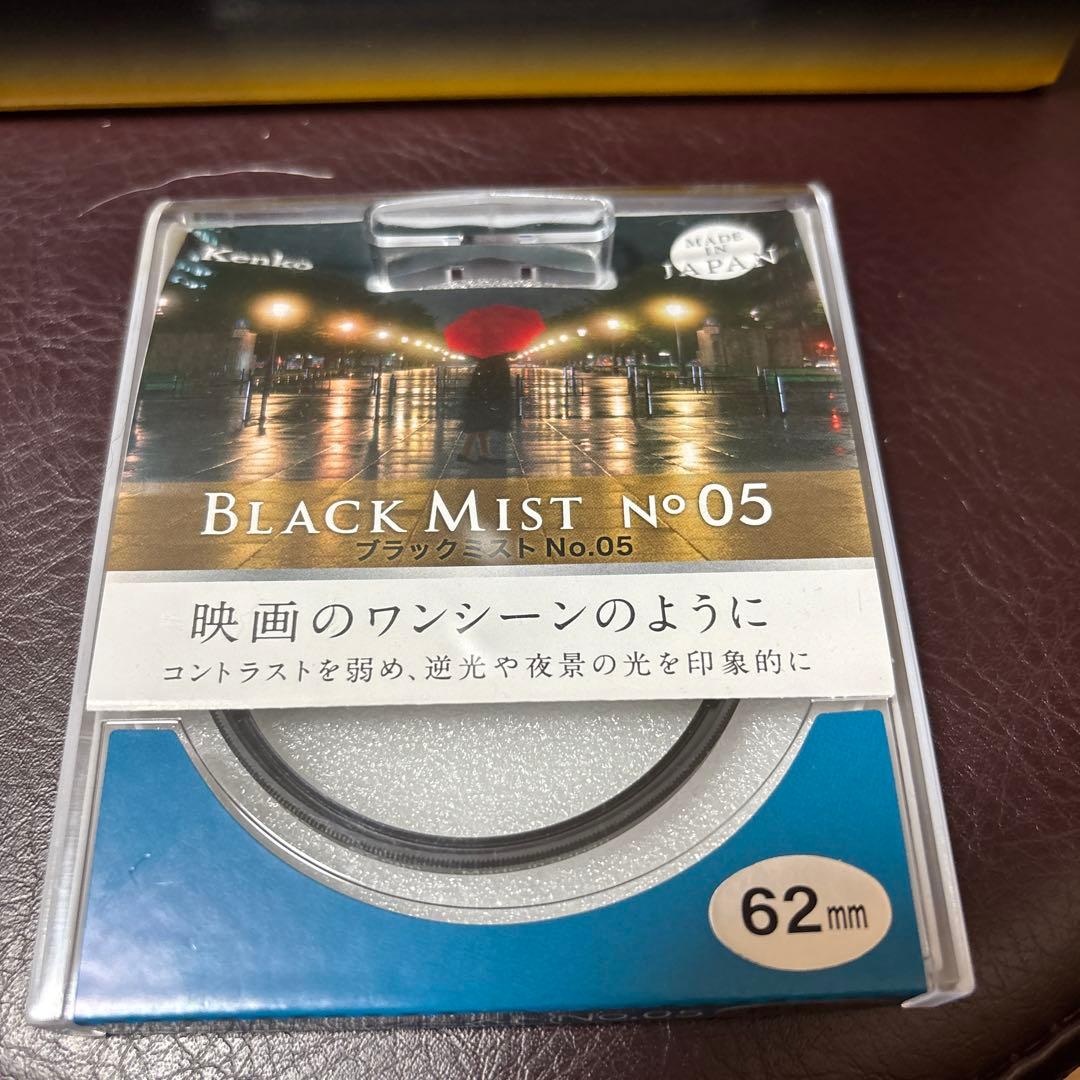 Kenko
MADE
IN
JAPAN
BLACK MIST No 05
ブラックミスト No.05
映画のワンシーンのように
コントラストを弱め、逆光や夜景の光を印象的に
62mm